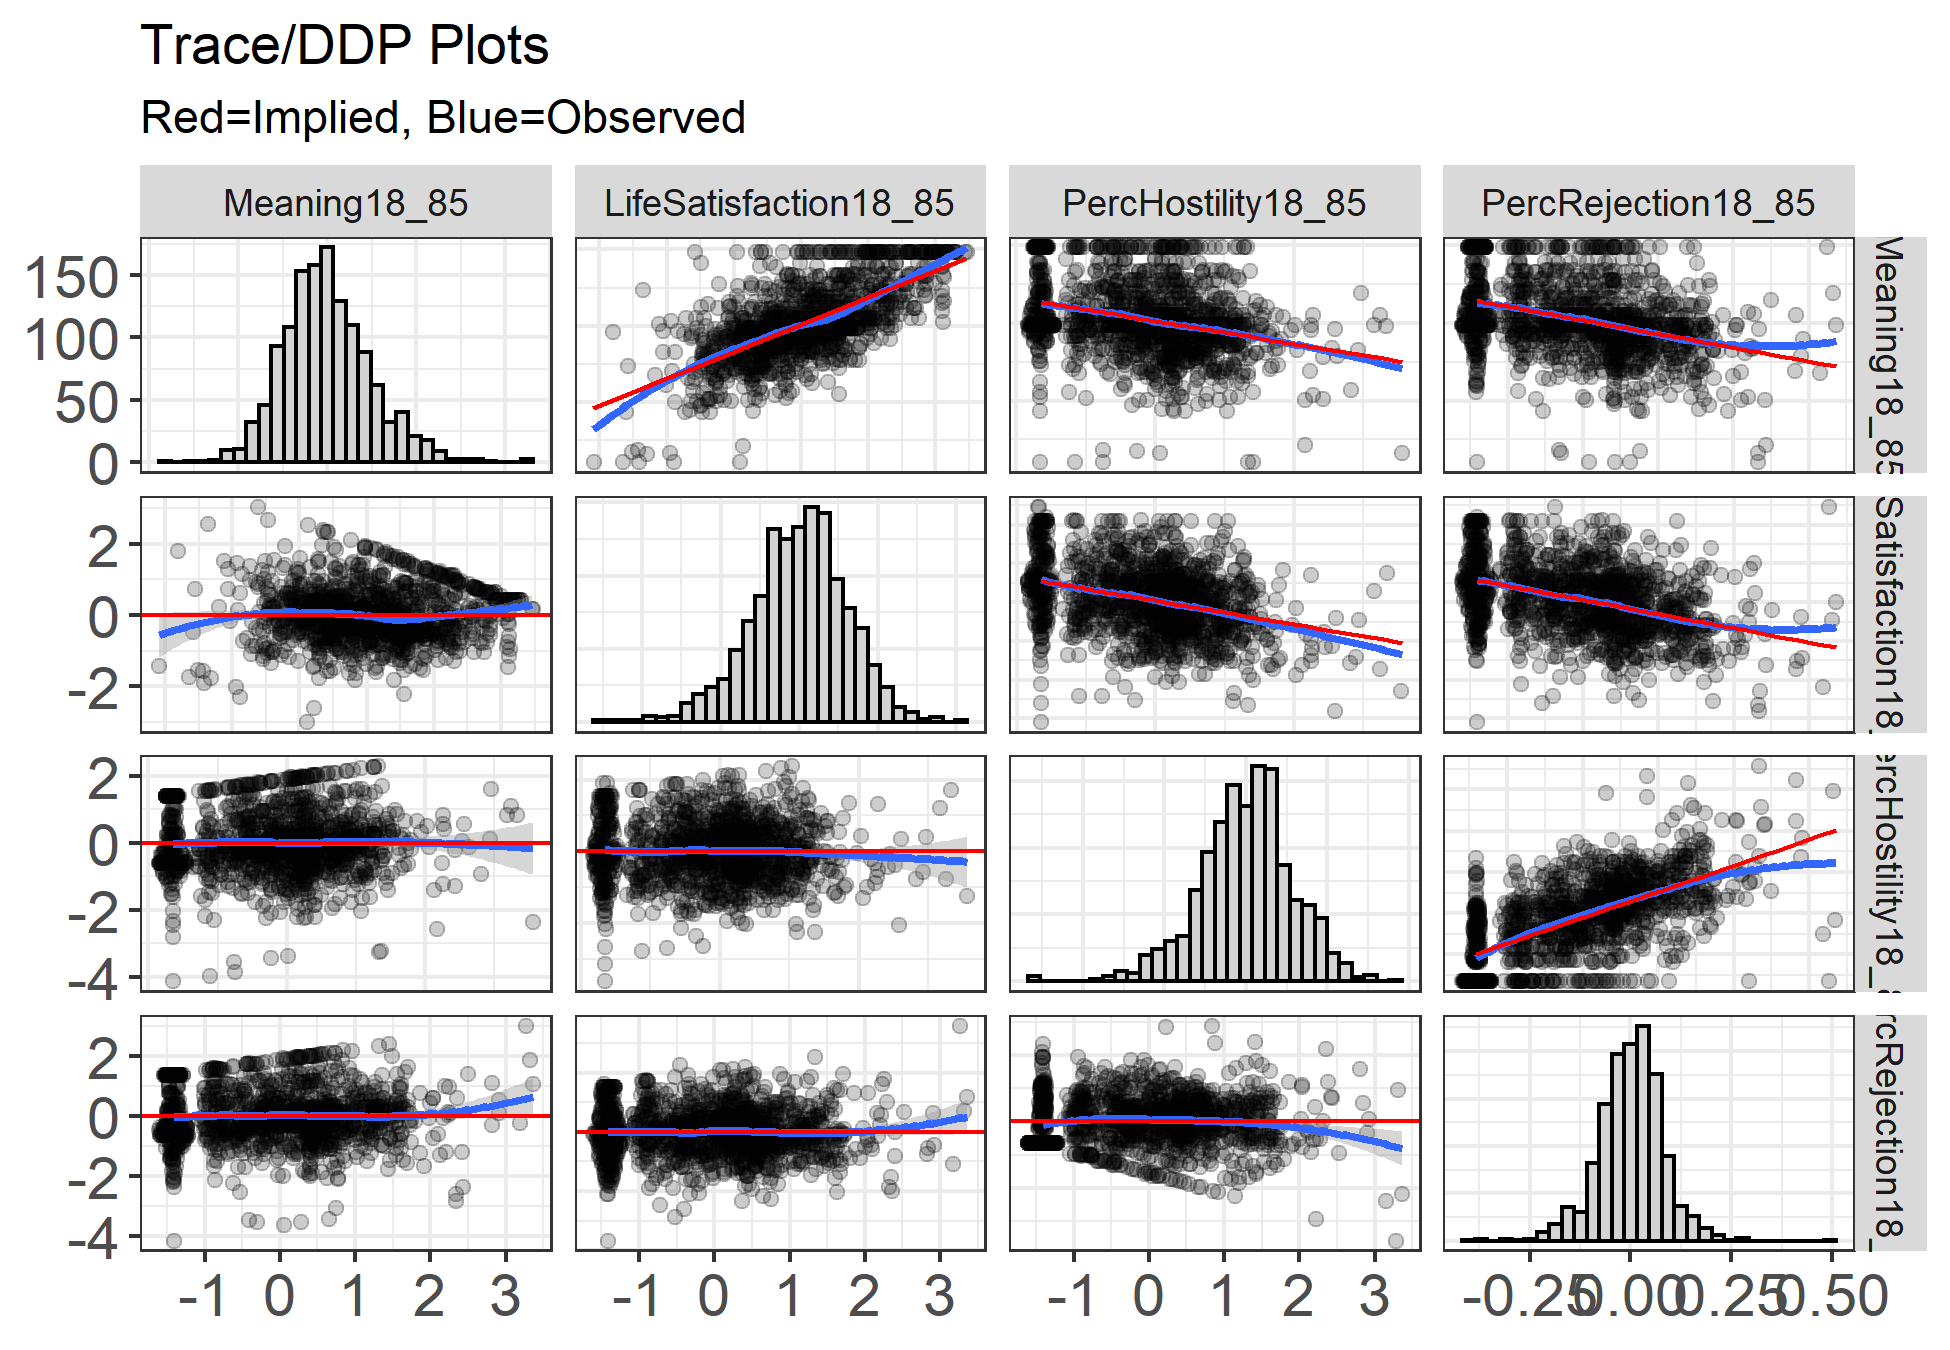 Trace/DDP Plots
Red=Implied, Blue=Observed
Meaning18_85 LifeSatisfaction18_85 PercHostility18_85 PercRejection18_85
150
100
50
0
Meaning18_85
2
0
-2
Satisfaction18_
2
0
-2
-4
ercHostility18_8
2
0
-2
-4
rcRejection18_
-1 0 1 2 3 -1 0 1 2 3 -1 0 1 2 3 -0.25 0.00 0.25 0.50